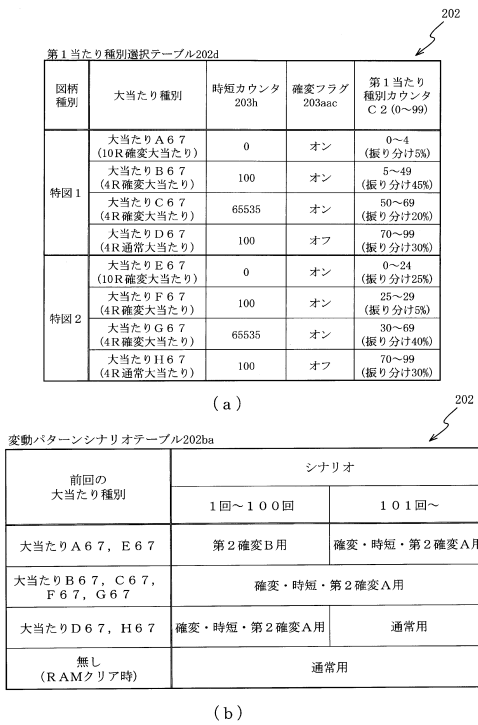 202
第1当たり種別選択テーブル202d
図柄
種別
大当たり種別
時短カウンタ
203h
確変フラグ
203aac
第1当たり
種別カウンタ
C2(0～99)
特図1
大当たりA67
(10R確変大当たり)
0
オン
0～4
(振り分け5%)
大当たりB67
(4R確変大当たり)
100
オン
5～49
(振り分け45%)
大当たりC67
(4R確変大当たり)
65535
オン
50～69
(振り分け20%)
大当たりD67
(4R通常大当たり)
100
オフ
70～99
(振り分け30%)
特図2
大当たりE67
(10R確変大当たり)
0
オン
0～24
(振り分け25%)
大当たりF67
(4R確変大当たり)
100
オン
25～29
(振り分け5%)
大当たりG67
(4R確変大当たり)
65535
オン
30～69
(振り分け40%)
大当たりH67
(4R通常大当たり)
100
オフ
70～99
(振り分け30%)
(a)
202
変動パターンシナリオテーブル202ba
前回の
大当たり種別
シナリオ
1回～100回
101回～
大当たりA67，E67
第2確変B用
確変・時短・第2確変A用
大当たりB67，C67，
F67，G67
確変・時短・第2確変A用
大当たりD67，H67
確変・時短・第2確変A用
通常用
無し
(RAMクリア時)
通常用
(b)